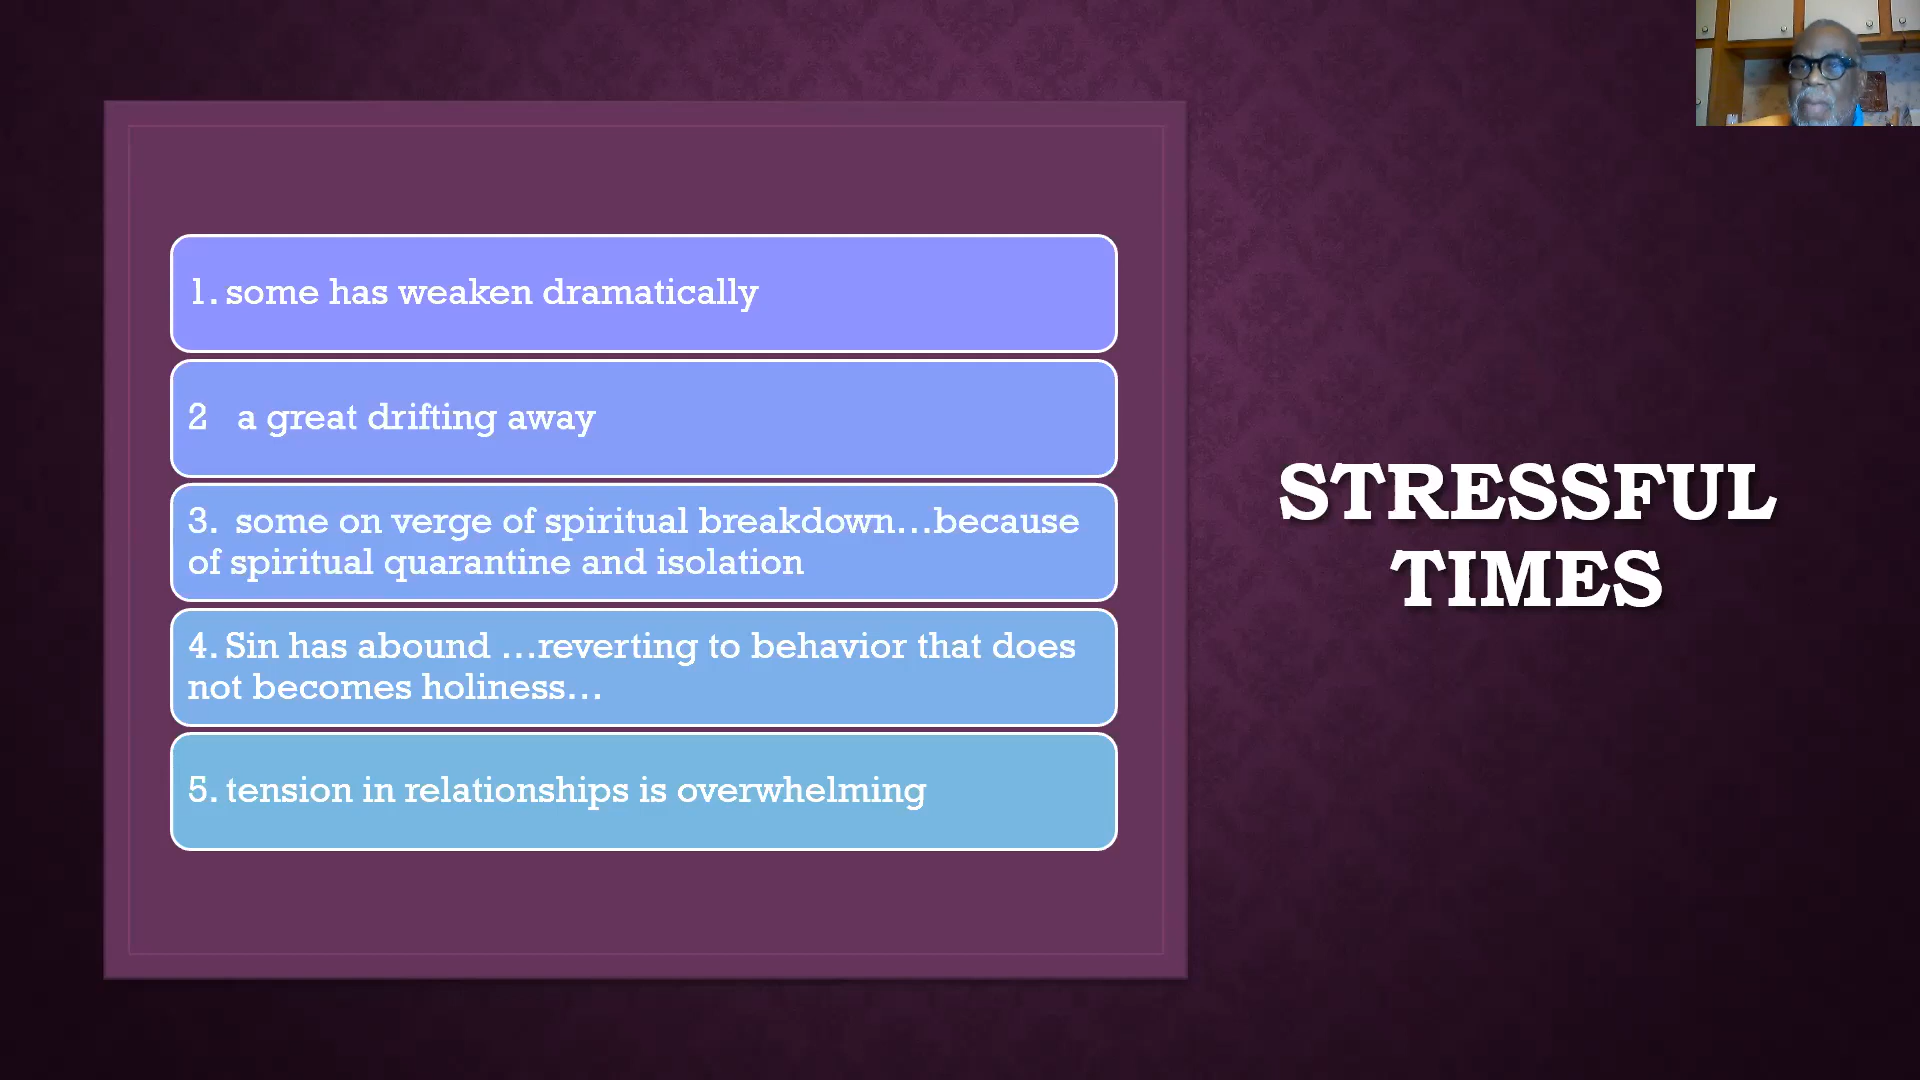 1. some has weaken dramatically
2 a great drifting away
3. some on verge of spiritual breakdown...because
of spiritual quarantine and isolation
4. Sin has abound ...reverting to behavior that does
not becomes holiness...
5. tension in relationships is overwhelming
STRESSFUL
TIMES